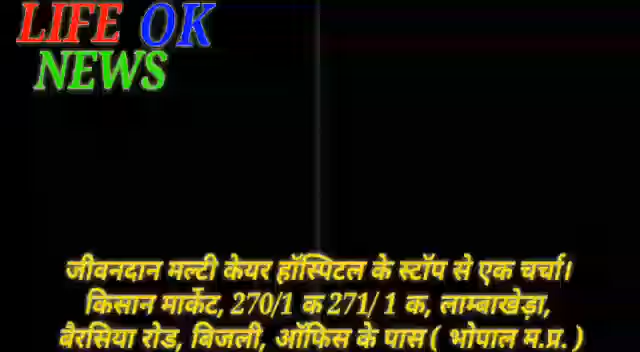 LIFE OK
NEWS
जीवनदान मल्टी केयर हॉस्पिटल के स्टॉप से एक चर्चा।
किसान मार्केट, 270/1 क 271/ 1 क, लाम्बाखेड़ा,
बैरसिया रोड, बिजली, ऑफिस के पास ( भोपाल म.प्र. )